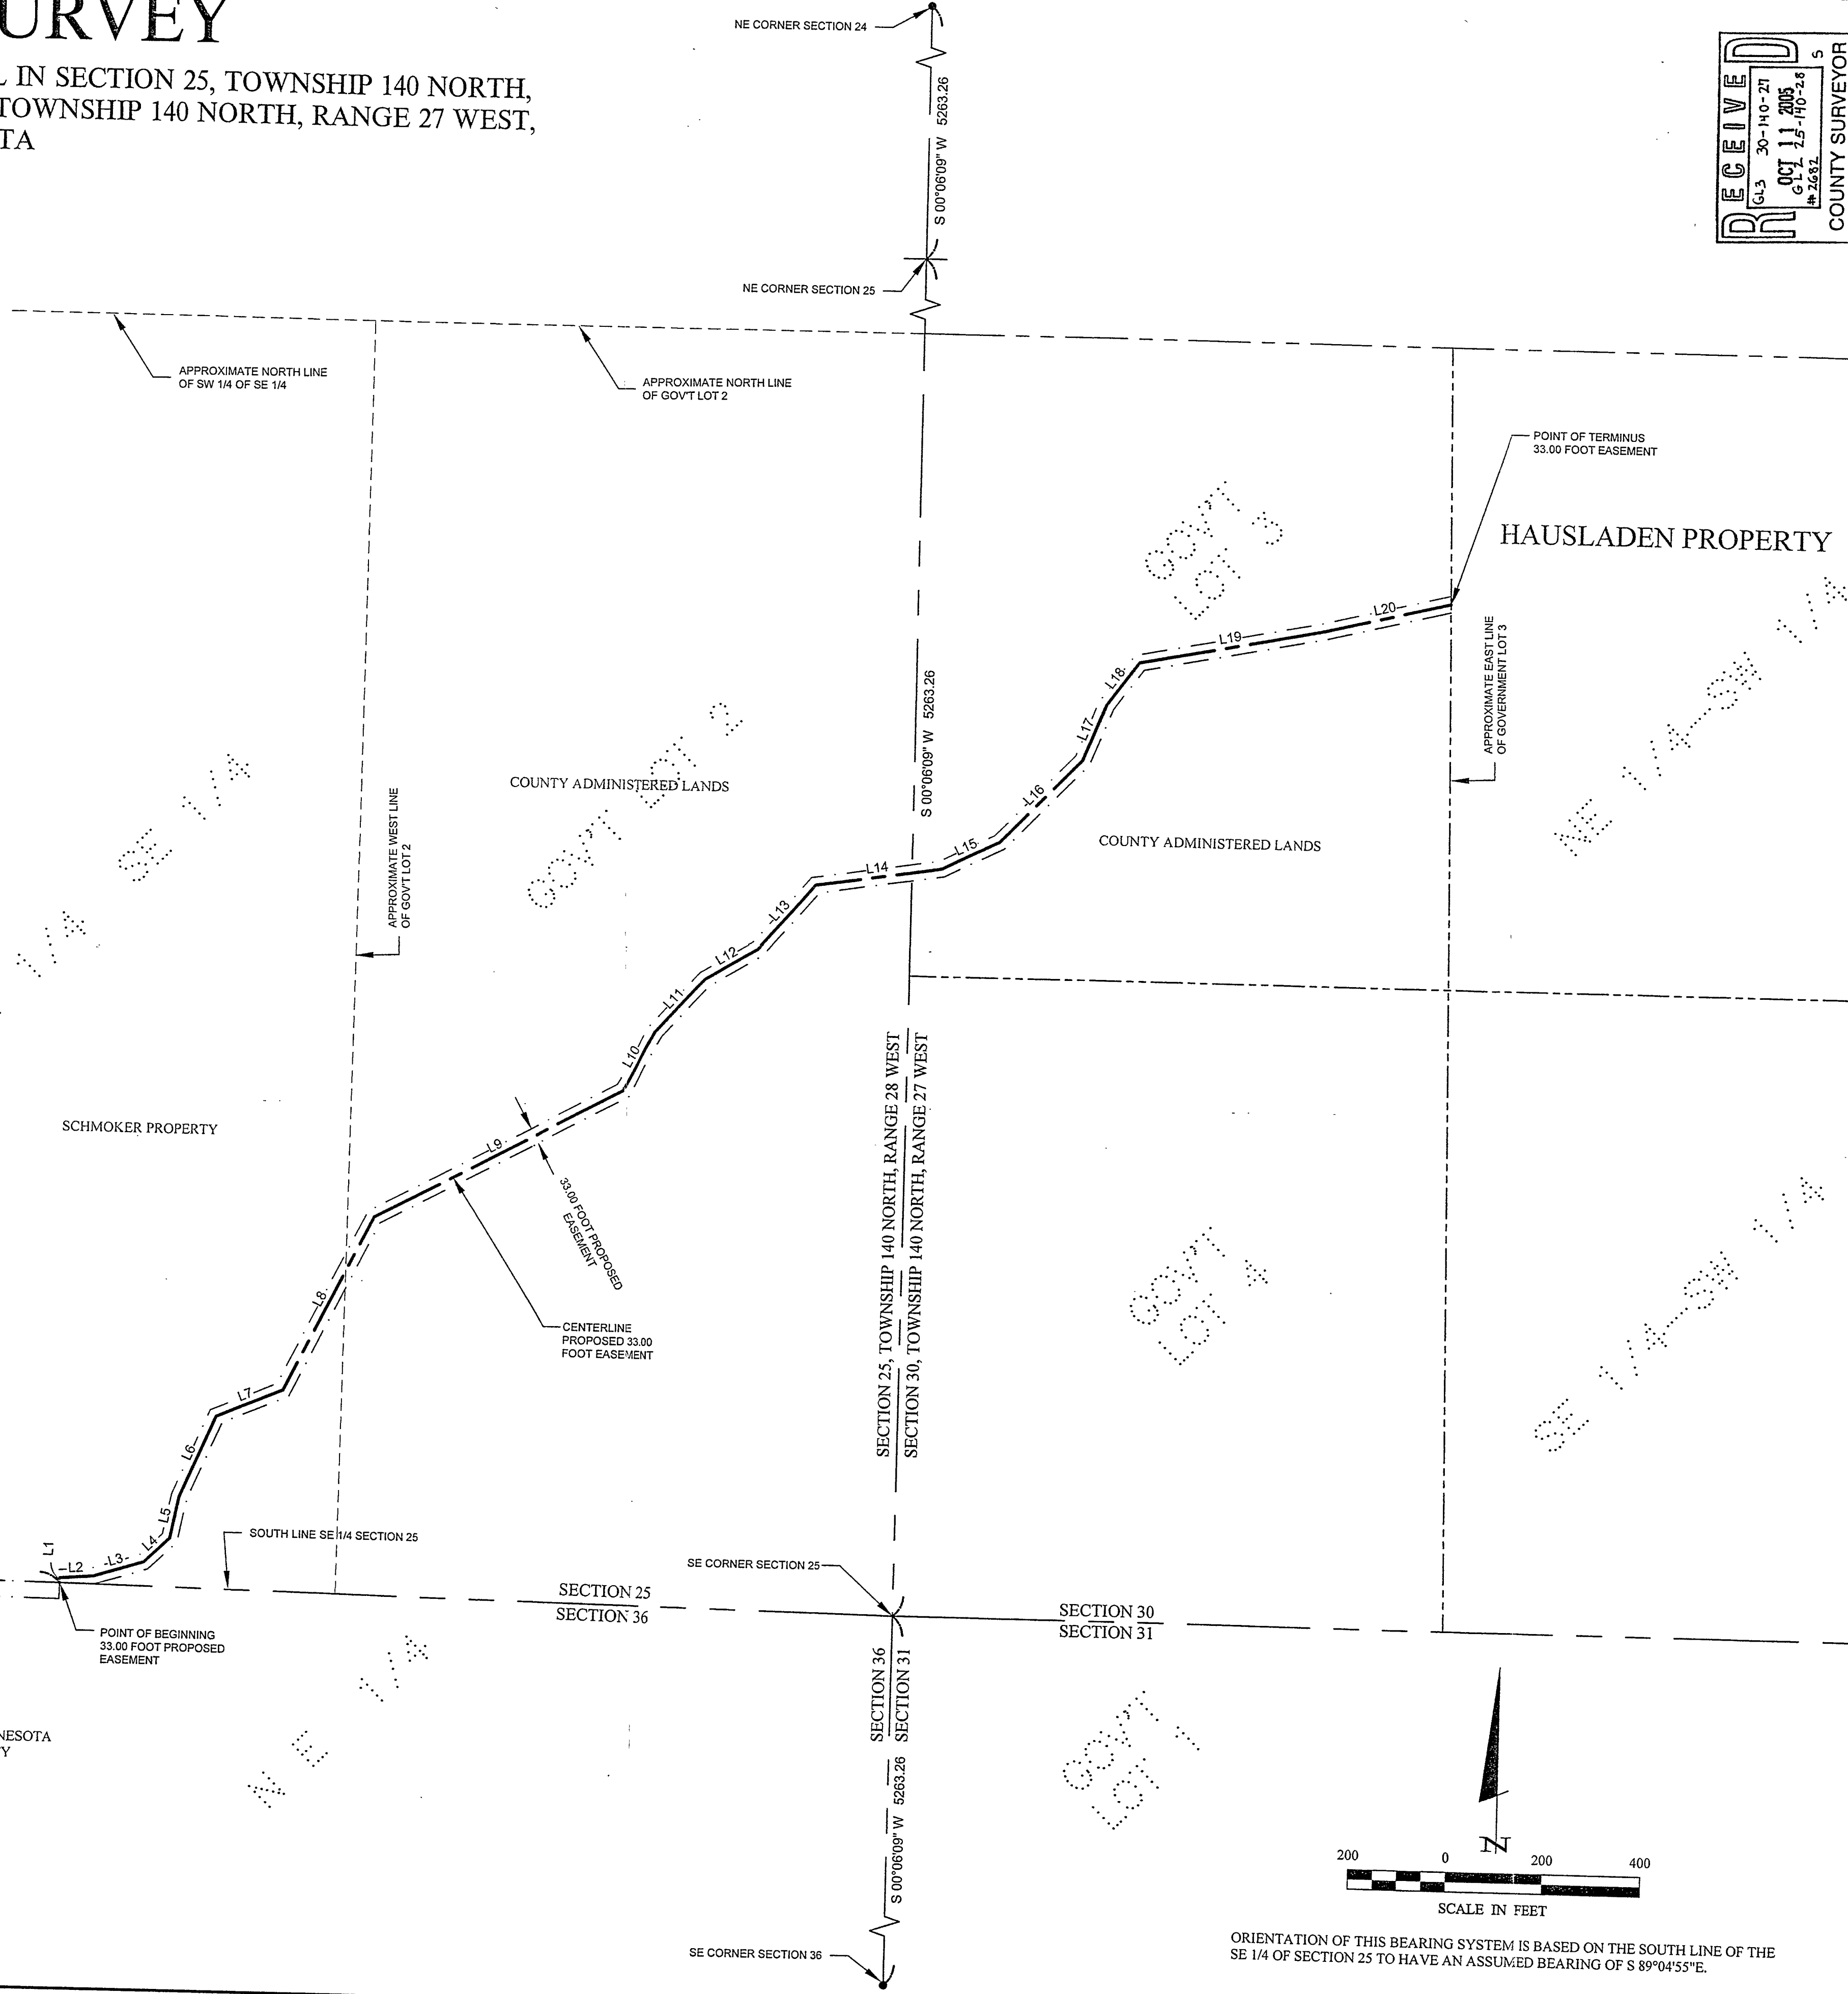 URVEY
L IN SECTION 25, TOWNSHIP 140 NORTH,
TOWNSHIP 140 NORTH, RANGE 27 WEST,
TA
NE CORNER SECTION 24
S 00°06'09" W 5263.26
NE CORNER SECTION 25
RECEIVED
GL3 30-140-27
OCT 11 2005
GL2 25-140-28
# 2682 S
COUNTY SURVEYOR
APPROXIMATE NORTH LINE
OF SW 1/4 OF SE 1/4
APPROXIMATE NORTH LINE
OF GOV'T LOT 2
POINT OF TERMINUS
33.00 FOOT EASEMENT
HAUSLADEN PROPERTY
GOV'T
LOT 3
L20
L19
L18
L17
L16
L15
L14
L13
L12
L11
L10
L9
L8
L7
L6
L5
L4
L3
L2
L1
APPROXIMATE EAST LINE
OF GOVERNMENT LOT 3
NE 1/4 SW 1/4
S 00°06'09" W 5263.26
COUNTY ADMINISTERED LANDS
GOV'T LOT 2
COUNTY ADMINISTERED LANDS
1/4 SE 1/4
APPROXIMATE WEST LINE
OF GOV'T LOT 2
SCHMOKER PROPERTY
33.00 FOOT PROPOSED
EASEMENT
CENTERLINE
PROPOSED 33.00
FOOT EASEMENT
SECTION 25, TOWNSHIP 140 NORTH, RANGE 28 WEST
SECTION 30, TOWNSHIP 140 NORTH, RANGE 27 WEST
GOV'T
LOT 4
SE 1/4 SW 1/4
SOUTH LINE SE 1/4 SECTION 25
SE CORNER SECTION 25
SECTION 25
SECTION 36
SECTION 30
SECTION 31
POINT OF BEGINNING
33.00 FOOT PROPOSED
EASEMENT
NE 1/4
SECTION 36
SECTION 31
GOV'T
LOT 1
NESOTA
Y
S 00°06'09" W 5263.26
SE CORNER SECTION 36
N
200 0 200 400
SCALE IN FEET
ORIENTATION OF THIS BEARING SYSTEM IS BASED ON THE SOUTH LINE OF THE
SE 1/4 OF SECTION 25 TO HAVE AN ASSUMED BEARING OF S 89°04'55"E.